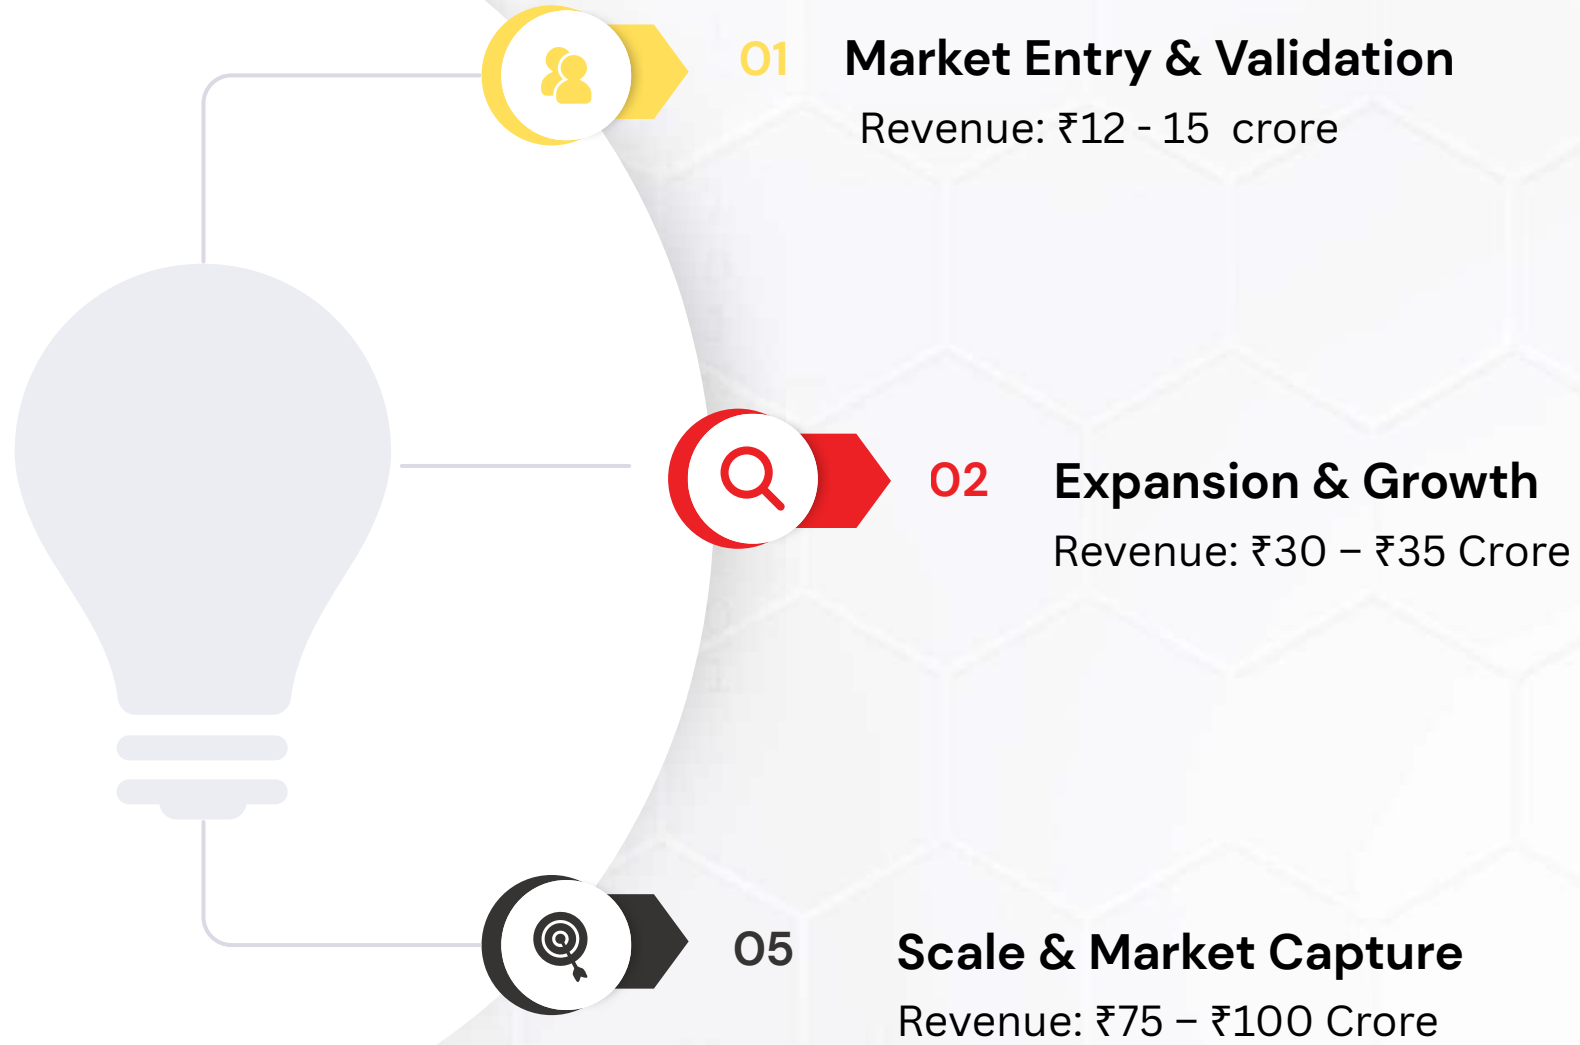 01 Market Entry & Validation
Revenue: ₹12 - 15 crore
02 Expansion & Growth
Revenue: ₹30 – ₹35 Crore
05 Scale & Market Capture
Revenue: ₹75 – ₹100 Crore